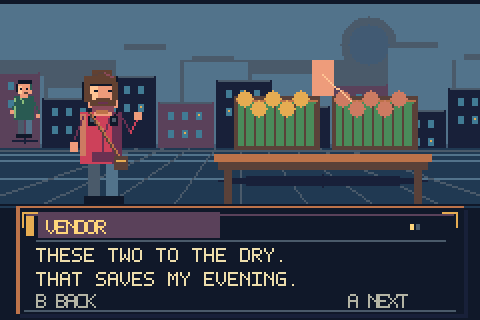 VENDOR
THESE TWO TO THE DRY.
THAT SAVES MY EVENING.
B BACK
A NEXT